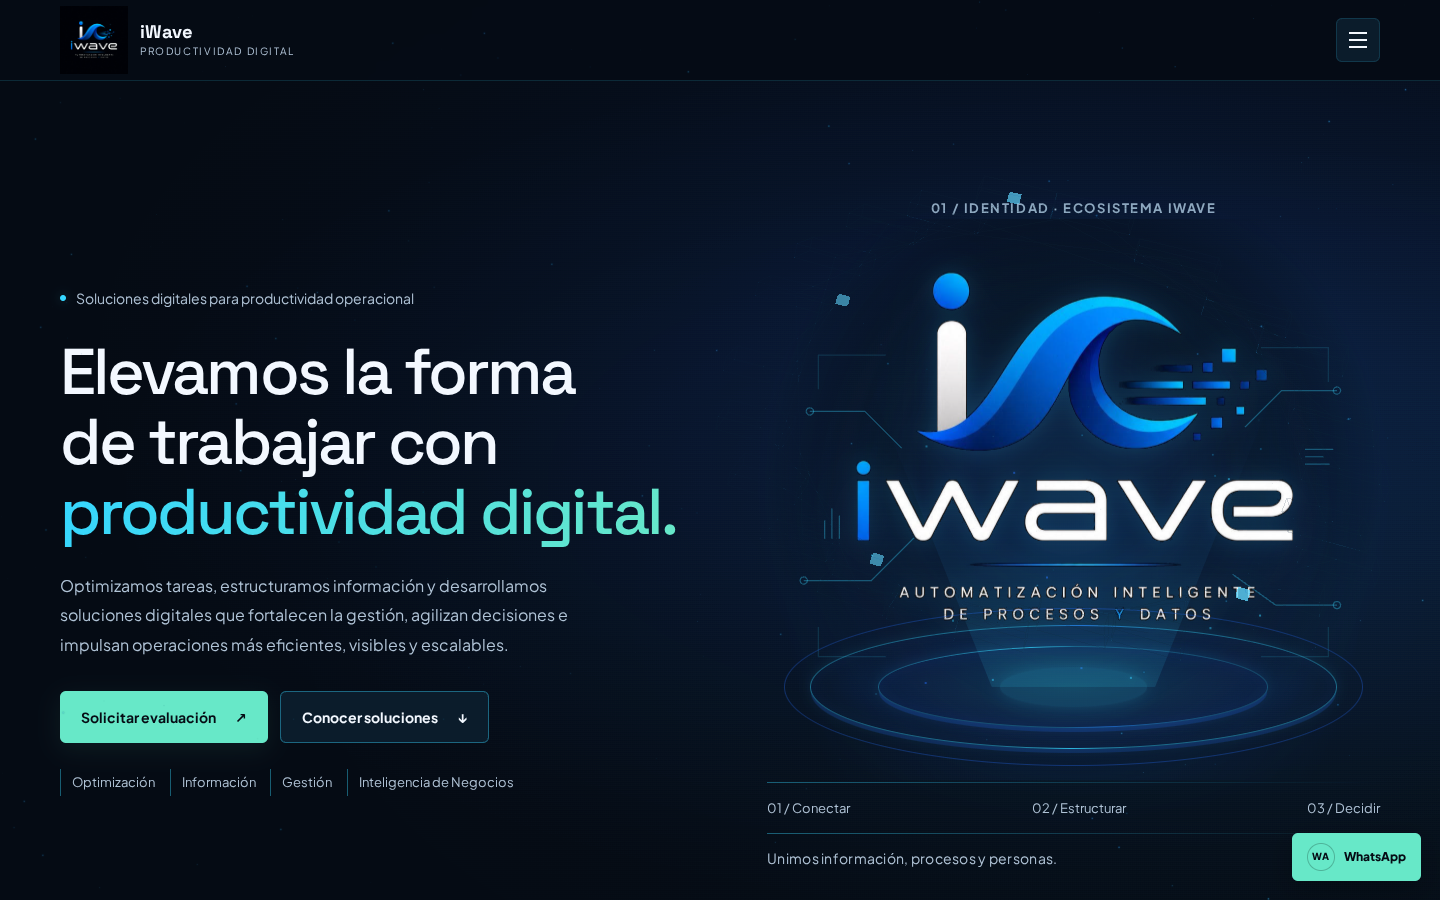 iwave
iWave
PRODUCTIVIDAD DIGITAL
Soluciones digitales para productividad operacional
Elevamos la forma
de trabajar con
productividad digital.
Optimizamos tareas, estructuramos información y desarrollamos
soluciones digitales que fortalecen la gestión, agilizan decisiones e
impulsan operaciones más eficientes, visibles y escalables.
Solicitar evaluación ↗
Conocer soluciones ↓
Optimización
Información
Gestión
Inteligencia de Negocios
01 / IDENTIDAD · ECOSISTEMA IWAVE
iwave
AUTOMATIZACIÓN INTELIGENTE
DE PROCESOS Y DATOS
01 / Conectar
02 / Estructurar
03 / Decidir
Unimos información, procesos y personas.
WA WhatsApp